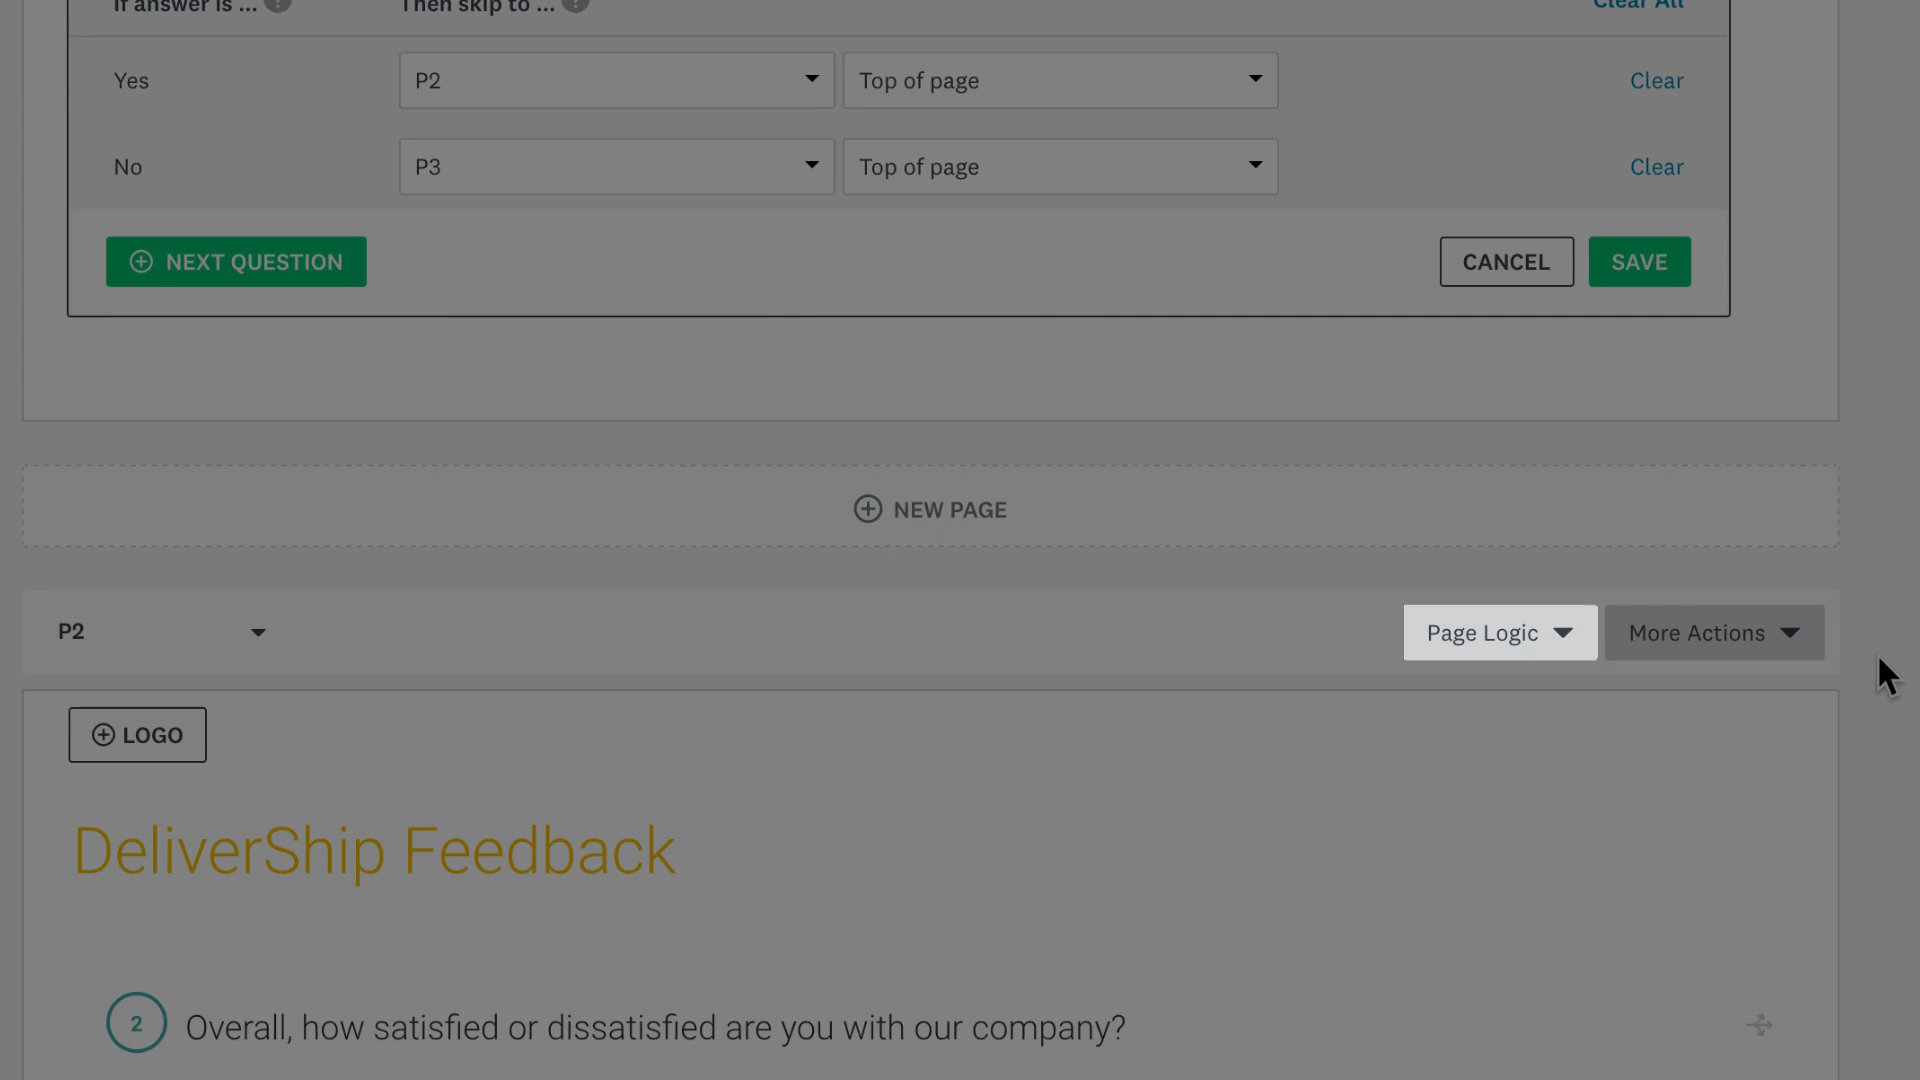 If answer is ... ? Then skip to ... ? Clear All
Yes P2 Top of page Clear
No P3 Top of page Clear
NEXT QUESTION CANCEL SAVE
NEW PAGE
P2 Page Logic More Actions
LOGO
DeliverShip Feedback
2 Overall, how satisfied or dissatisfied are you with our company?